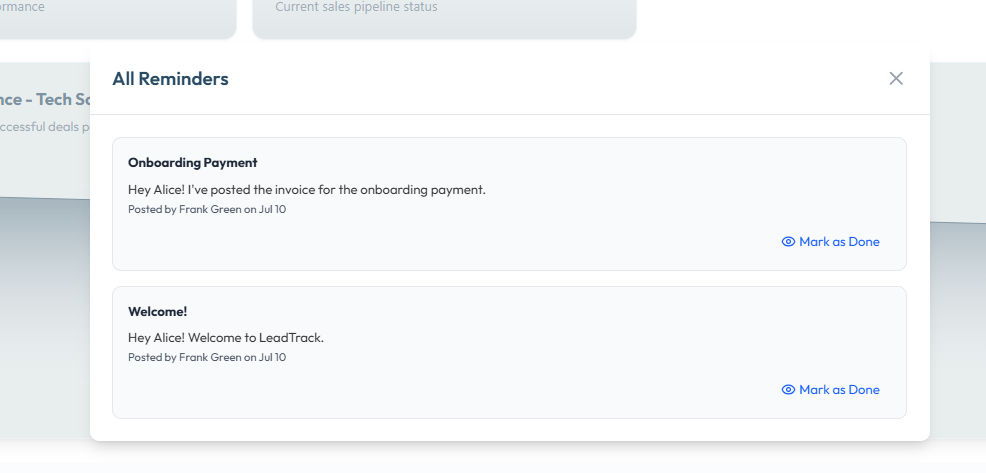 rmance
Current sales pipeline status
All Reminders
nce - Tech Sc
ccessful deals p
Onboarding Payment
Hey Alice! I've posted the invoice for the onboarding payment.
Posted by Frank Green on Jul 10
Mark as Done
Welcome!
Hey Alice! Welcome to LeadTrack.
Posted by Frank Green on Jul 10
Mark as Done